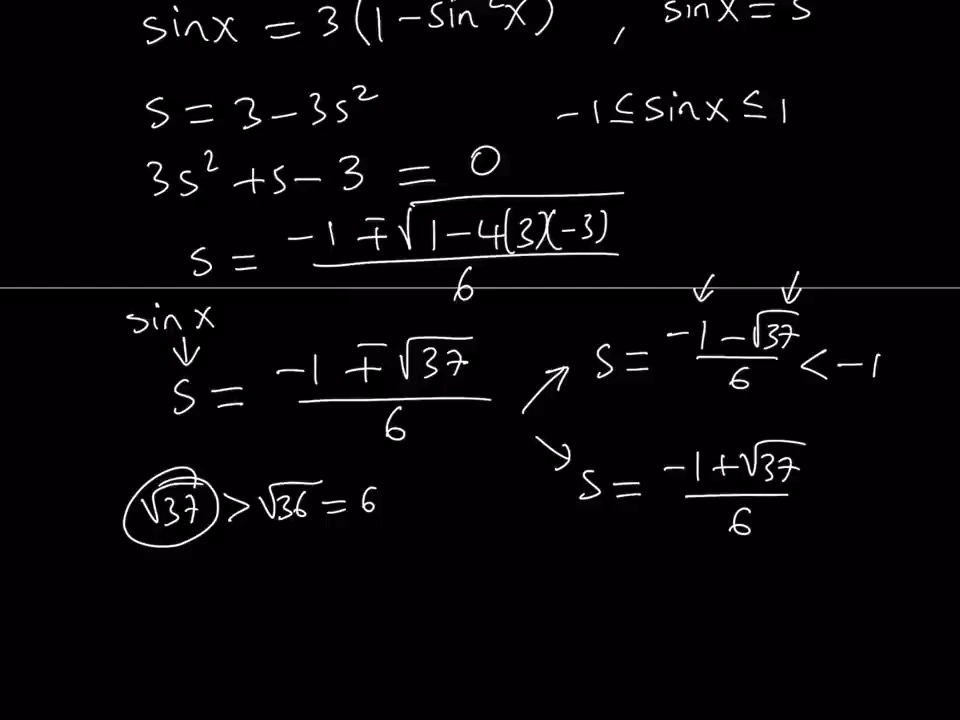 sinx = 3(1-sin²x) , sinx = s
s = 3-3s² -1 ≤ sinx ≤ 1
3s² + s - 3 = 0
s = (-1 ∓ √(1-4(3)(-3)))/6
sinx
↓
s = (-1 ∓ √37)/6
↗ s = (-1-√37)/6 < -1
↘ s = (-1+√37)/6
√37 > √36 = 6